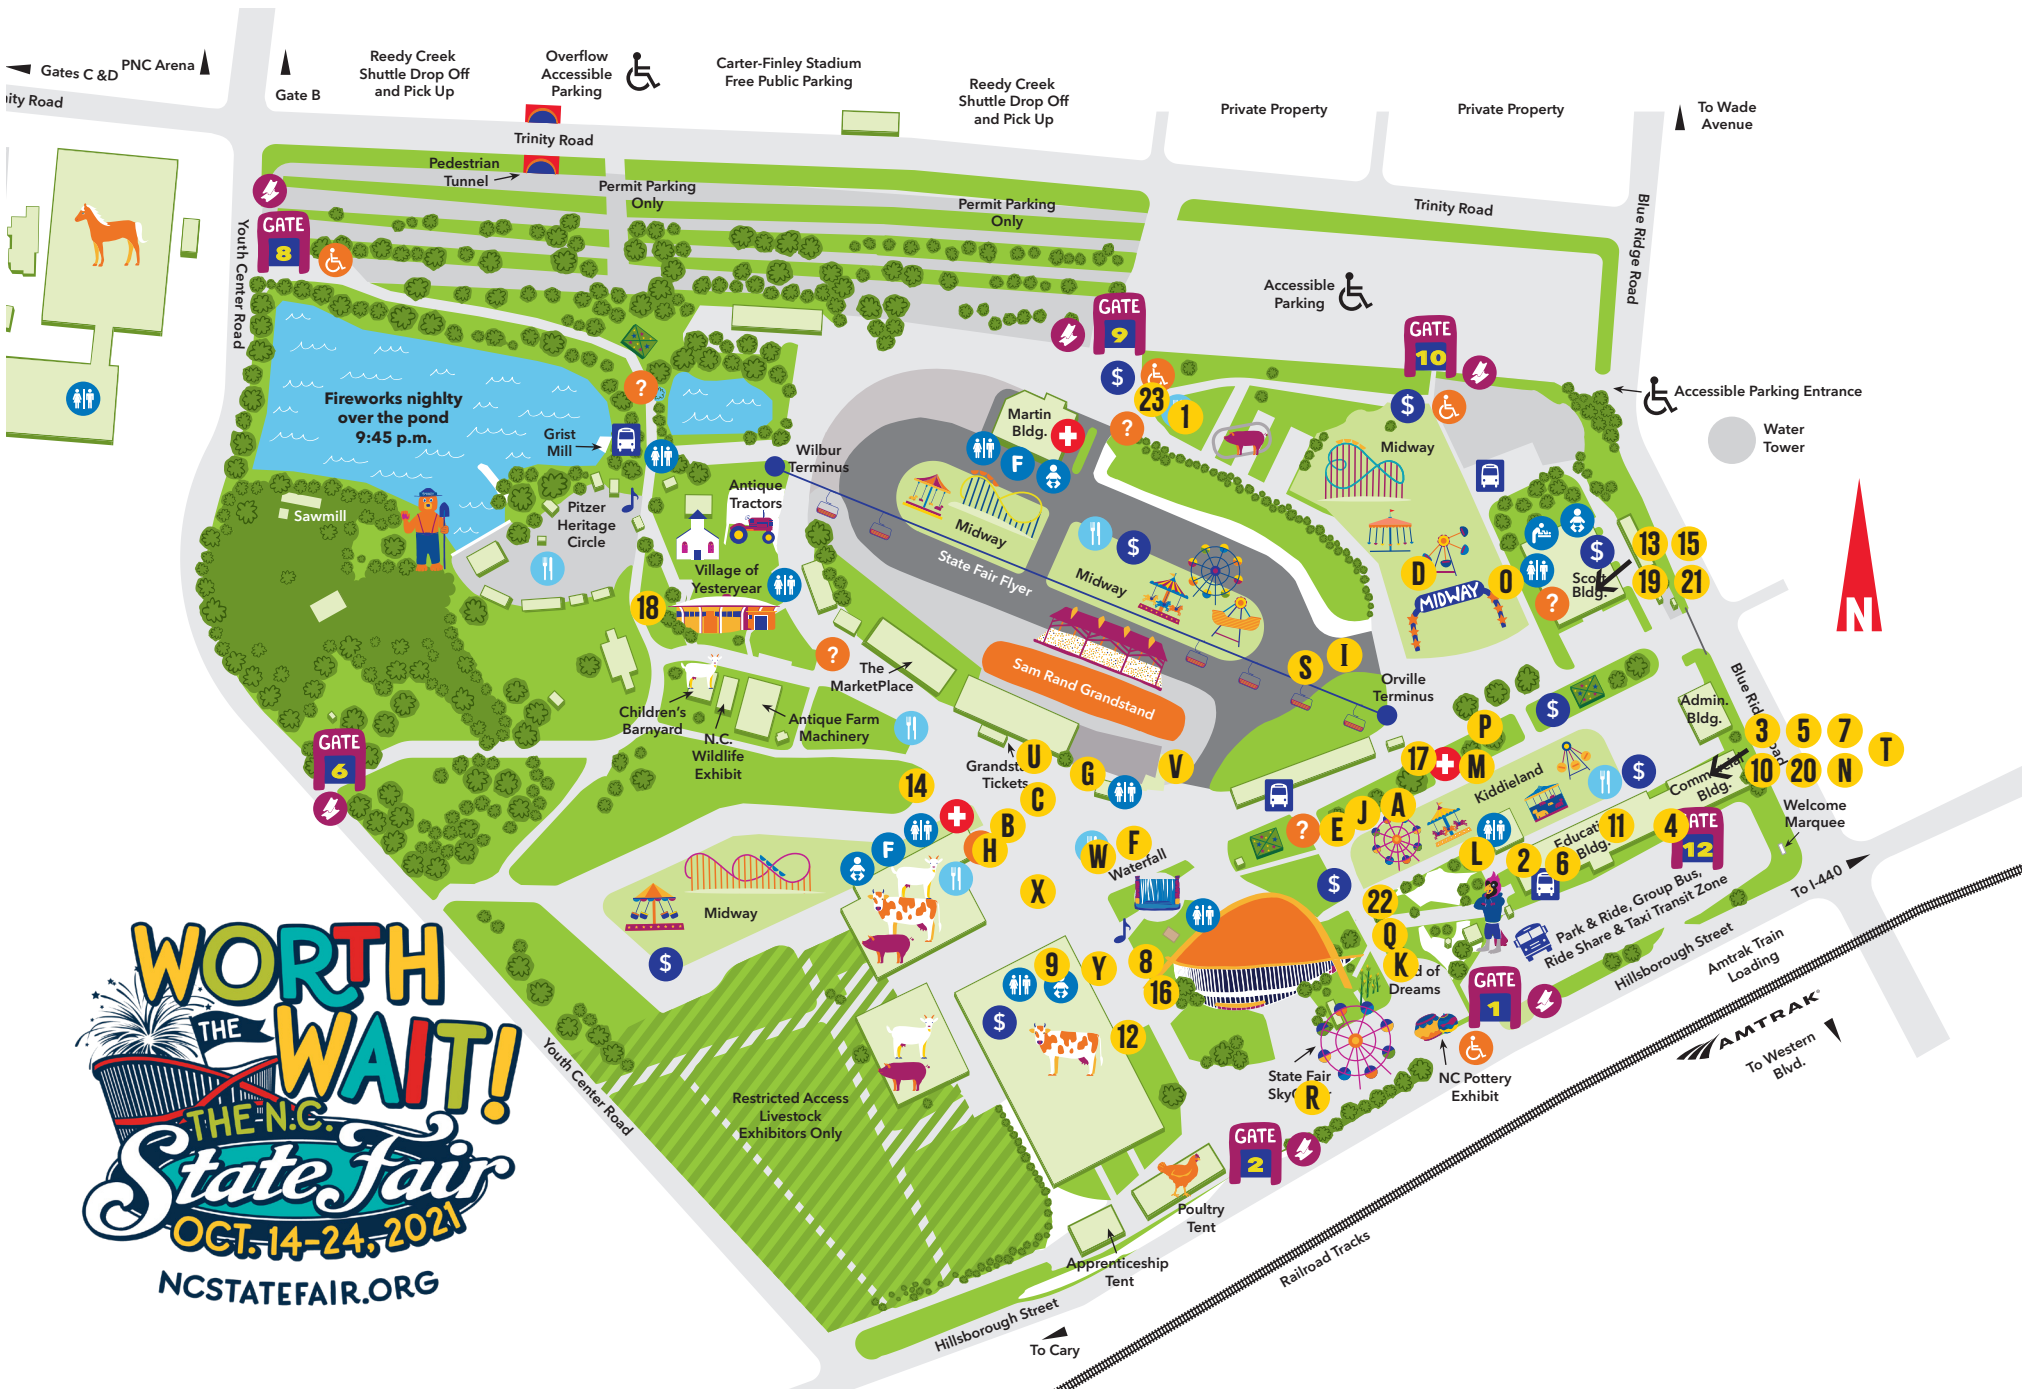 Gates C &D
PNC Arena
Gate B
Reedy Creek
Shuttle Drop Off
and Pick Up
Overflow
Accessible
Parking
Carter-Finley Stadium
Free Public Parking
Reedy Creek
Shuttle Drop Off
and Pick Up
Private Property
Private Property
To Wade
Avenue
Trinity Road
Pedestrian
Tunnel
Permit Parking
Only
Permit Parking
Only
Trinity Road
Blue Ridge Road
Youth Center Road
GATE
8
Accessible
Parking
GATE
9
GATE
10
$
$
23
1
?
?
Accessible Parking Entrance
Water
Tower
Fireworks nighlty
over the pond
9:45 p.m.
Grist
Mill
Wilbur
Terminus
Martin
Bldg.
F
Midway
Antique
Tractors
Pitzer
Heritage
Circle
Sawmill
Midway
State Fair Flyer
$
Midway
Village of
Yesteryear
18
D
MIDWAY
O
$
Scott
Bldg.
?
13
15
19
21
N
?
The
MarketPlace
Sam Rand Grandstand
S
I
Orville
Terminus
Children's
Barnyard
N.C.
Wildlife
Exhibit
Antique Farm
Machinery
GATE
6
Grandst
Tickets
U
G
V
P
17
M
$
Admin.
Bldg.
3
5
7
T
10
20
N
Bldg.
Kiddieland
$
Welcome
Marquee
14
C
B
H
F
W
F
Waterfall
X
E
J
A
?
L
2
6
Bldg.
11
4
12
Midway
$
$
22
Q
K
Dreams
Park & Ride, Group Bus,
Ride Share & Taxi Transit Zone
Hillsborough Street
To I-440
Amtrak Train
Loading
AMTRAK
To Western
Blvd.
9
Y
8
16
12
$
GATE
1
State Fair
R
NC Pottery
Exhibit
GATE
2
Restricted Access
Livestock
Exhibitors Only
Youth Center Road
Poultry
Tent
Apprenticeship
Tent
Hillsborough Street
To Cary
Railroad Tracks
WORTH
THE
WAIT!
THE N.C.
State Fair
OCT. 14-24, 2021
NCSTATEFAIR.ORG